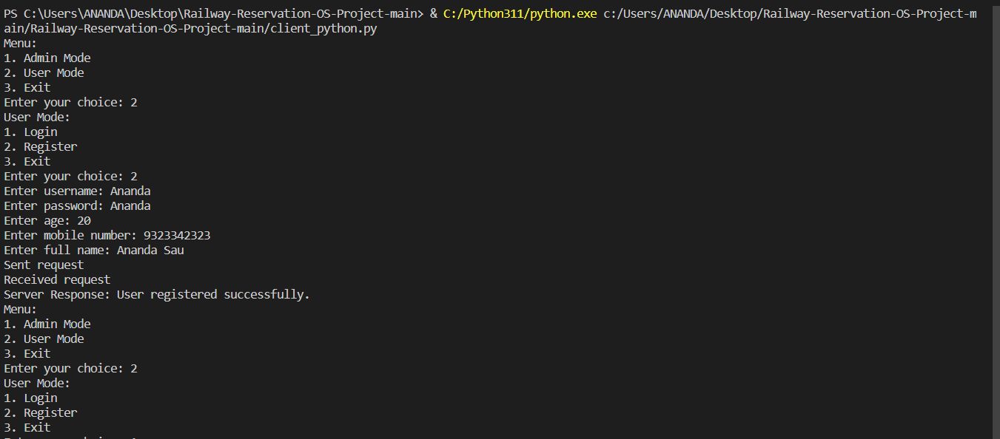 PS C:\Users\ANANDA\Desktop\Railway-Reservation-OS-Project-main> & C:/Python311/python.exe c:/Users/ANANDA/Desktop/Railway-Reservation-OS-Project-m
ain/Railway-Reservation-OS-Project-main/client_python.py
Menu:
1. Admin Mode
2. User Mode
3. Exit
Enter your choice: 2
User Mode:
1. Login
2. Register
3. Exit
Enter your choice: 2
Enter username: Ananda
Enter password: Ananda
Enter age: 20
Enter mobile number: 9323342323
Enter full name: Ananda Sau
Sent request
Received request
Server Response: User registered successfully.
Menu:
1. Admin Mode
2. User Mode
3. Exit
Enter your choice: 2
User Mode:
1. Login
2. Register
3. Exit